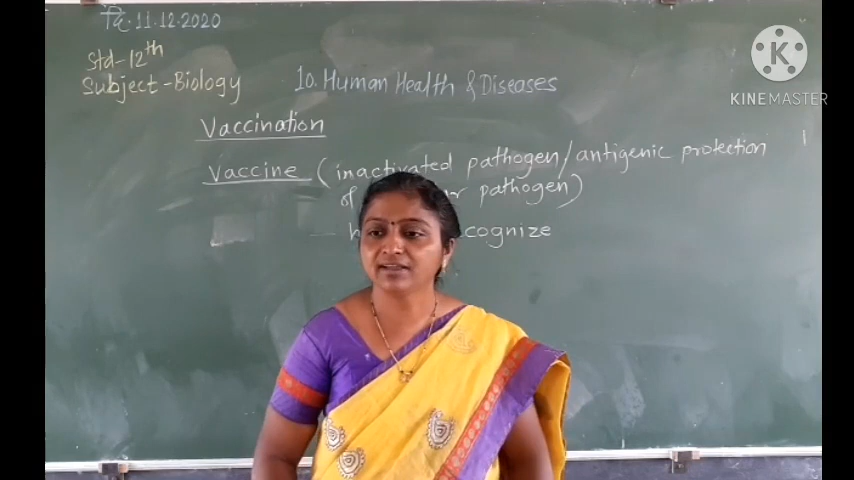 दि. 11.12.2020
Std-12th
Subject-Biology
10. Human Health & Diseases
Vaccination
Vaccine (inactivated pathogen/antigenic protection
of pathogen)
KINEMASTER